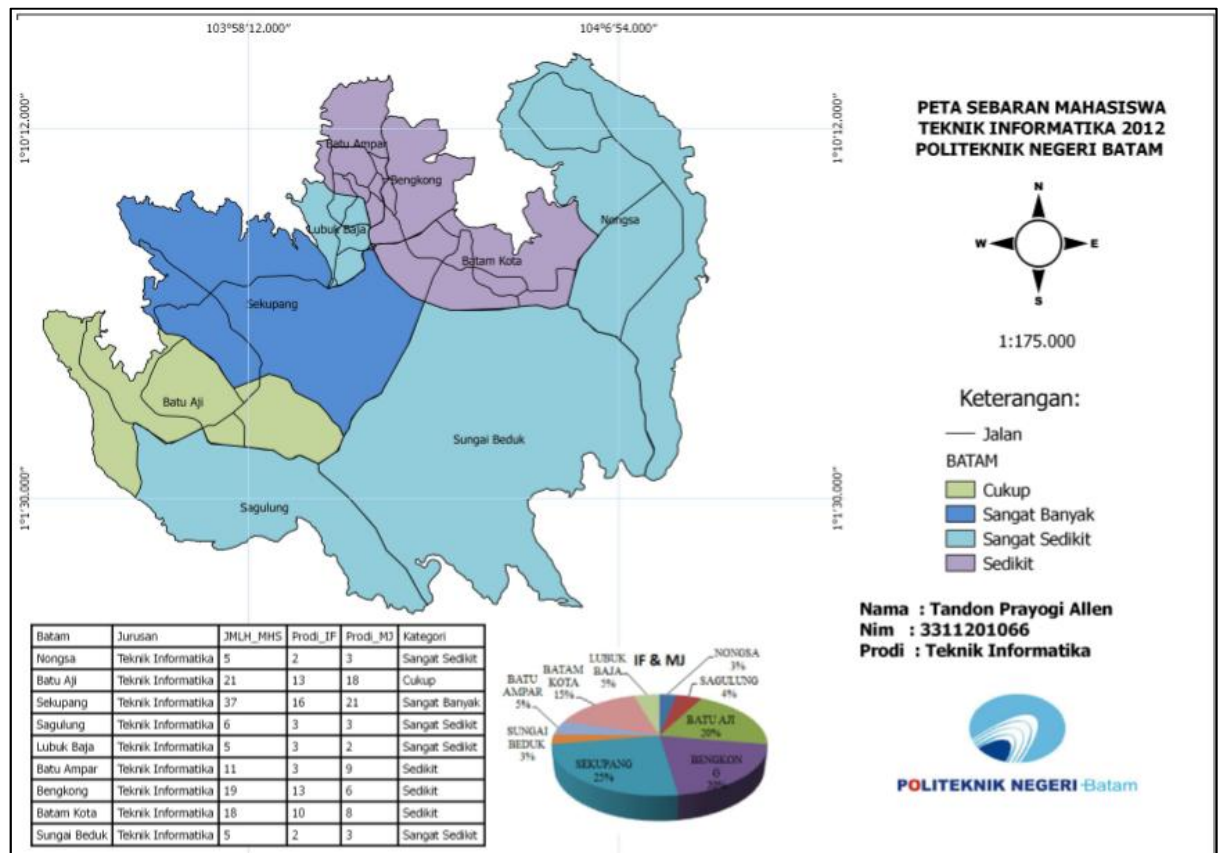 103°58'12.000"
104°6'54.000"
1°10'12.000"
1°10'12.000"
1°1'30.000"
1°1'30.000"
Batu Ampar
Bengkong
Lubuk Baja
Nongsa
Batam Kota
Sekupang
Batu Aji
Sungai Beduk
Sagulung
PETA SEBARAN MAHASISWA
TEKNIK INFORMATIKA 2012
POLITEKNIK NEGERI BATAM
N
W
E
S
1:175.000
Keterangan:
Jalan
BATAM
Cukup
Sangat Banyak
Sangat Sedikit
Sedikit
Nama : Tandon Prayogi Allen
Nim : 3311201066
Prodi : Teknik Informatika
POLITEKNIK NEGERI Batam
Batam Jurusan JMLH_MHS Prodi_IF Prodi_MJ Kategori
Nongsa Teknik Informatika 5 2 3 Sangat Sedikit
Batu Aji Teknik Informatika 21 13 18 Cukup
Sekupang Teknik Informatika 37 16 21 Sangat Banyak
Sagulung Teknik Informatika 6 3 3 Sangat Sedikit
Lubuk Baja Teknik Informatika 5 3 2 Sangat Sedikit
Batu Ampar Teknik Informatika 11 3 9 Sedikit
Bengkong Teknik Informatika 19 13 6 Sedikit
Batam Kota Teknik Informatika 18 10 8 Sedikit
Sungai Beduk Teknik Informatika 5 2 3 Sangat Sedikit
IF & MJ
NONGSA
3%
SAGULUNG
4%
BATU AJI
20%
BENGKON
G
20%
SEKUPANG
25%
SUNGAI
BEDUK
3%
BATU
AMPAR
5%
BATAM
KOTA
15%
LUBUK
BAJA
5%